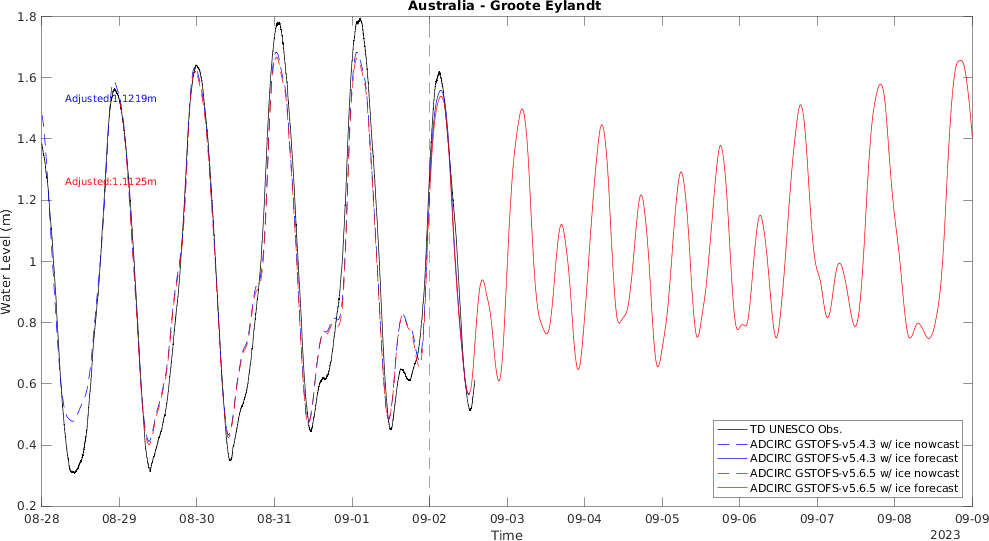 Australia - Groote Eylandt
1.8
1.6
1.4
1.2
1
0.8
0.6
0.4
0.2
Water Level (m)
Adjusted:1.1219m
Adjusted:1.1125m
TD UNESCO Obs.
ADCIRC GSTOFS-v5.4.3 w/ ice nowcast
ADCIRC GSTOFS-v5.4.3 w/ ice forecast
ADCIRC GSTOFS-v5.6.5 w/ ice nowcast
ADCIRC GSTOFS-v5.6.5 w/ ice forecast
08-28 08-29 08-30 08-31 09-01 09-02 09-03 09-04 09-05 09-06 09-07 09-08 09-09
Time
2023